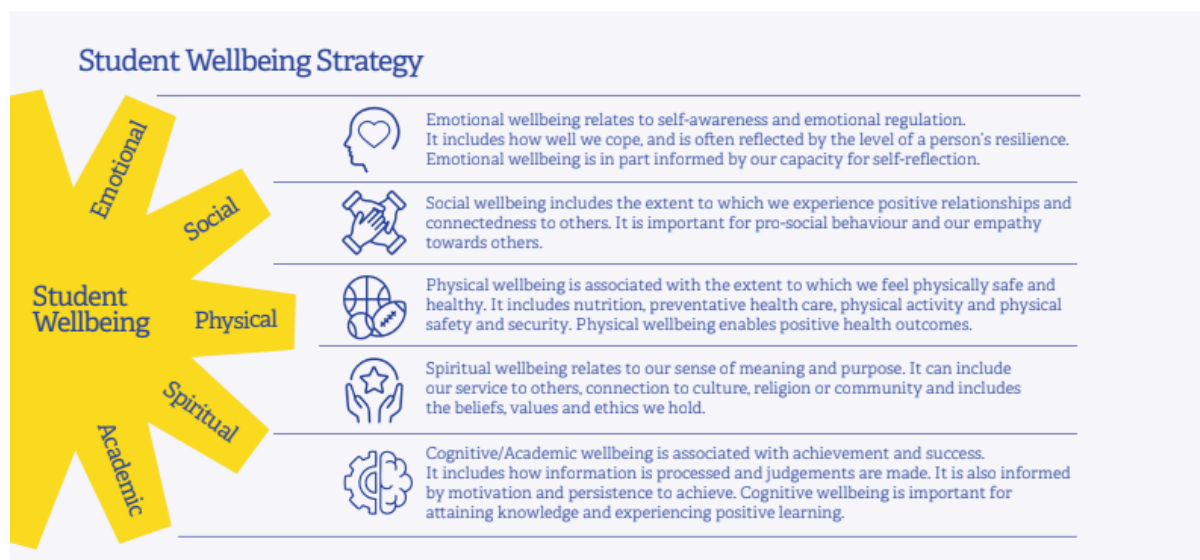 Student Wellbeing Strategy
Emotional
Emotional wellbeing relates to self-awareness and emotional regulation.
It includes how well we cope, and is often reflected by the level of a person's resilience.
Emotional wellbeing is in part informed by our capacity for self-reflection.
Social
Social wellbeing includes the extent to which we experience positive relationships and
connectedness to others. It is important for pro-social behaviour and our empathy
towards others.
Student
Wellbeing
Physical
Physical wellbeing is associated with the extent to which we feel physically safe and
healthy. It includes nutrition, preventative health care, physical activity and physical
safety and security. Physical wellbeing enables positive health outcomes.
Spiritual
Spiritual wellbeing relates to our sense of meaning and purpose. It can include
our service to others, connection to culture, religion or community and includes
the beliefs, values and ethics we hold.
Academic
Cognitive/Academic wellbeing is associated with achievement and success.
It includes how information is processed and judgements are made. It is also informed
by motivation and persistence to achieve. Cognitive wellbeing is important for
attaining knowledge and experiencing positive learning.